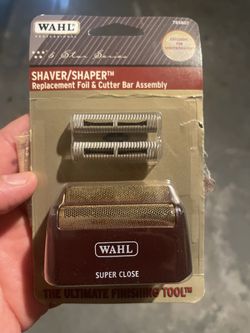 WAHL
PROFESSIONAL
5 Star Series
SHAVER/SHAPER™
Replacement Foil & Cutter Bar Assembly
WAHL
SUPER CLOSE
THE ULTIMATE FINISHING TOOL™